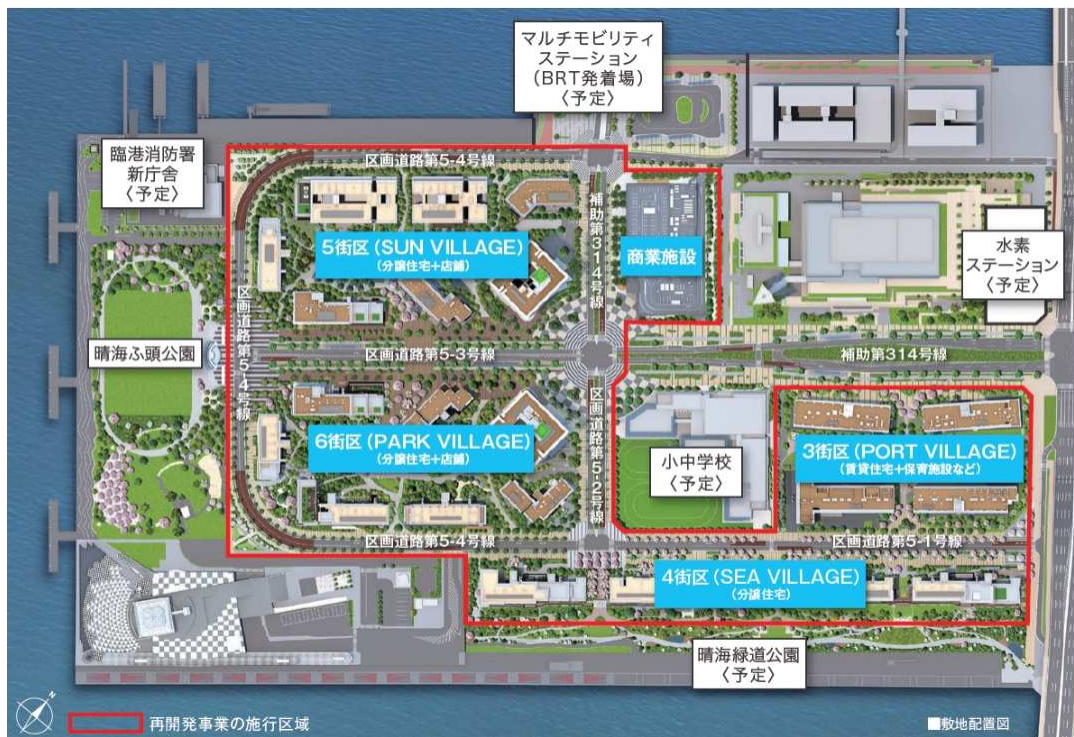 マルチモビリティ
ステーション
(BRT発着場)
〈予定〉
臨港消防署
新庁舎
〈予定〉
区画道路第5-4号線
補助第314号線
5街区(SUN VILLAGE)
(分譲住宅+店舗)
商業施設
水素
ステーション
〈予定〉
区画道路第5-4号線
晴海ふ頭公園
区画道路第5-3号線
補助第314号線
6街区(PARK VILLAGE)
(分譲住宅+店舗)
区画道路第5-2号線
小中学校
〈予定〉
3街区(PORT VILLAGE)
(賃貸住宅+保育施設など)
区画道路第5-4号線
区画道路第5-1号線
4街区(SEA VILLAGE)
(分譲住宅)
晴海緑道公園
〈予定〉
N
再開発事業の施行区域
■敷地配置図